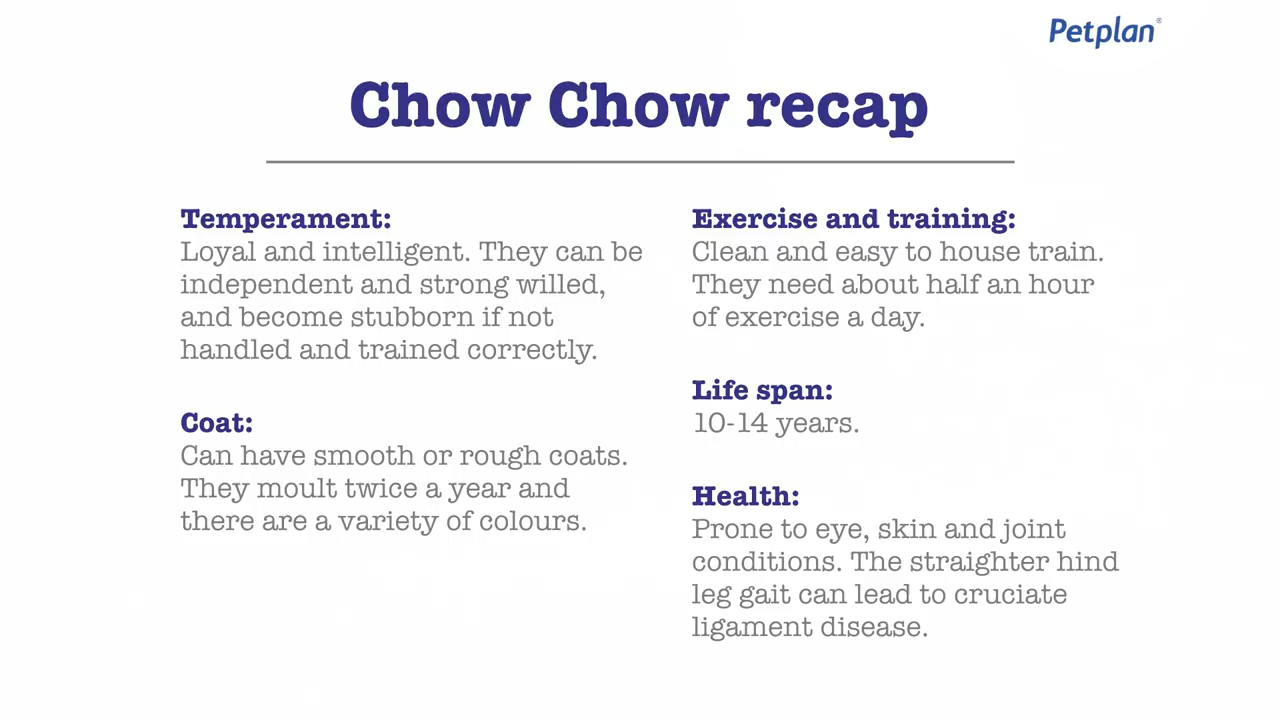 Petplan®
Chow Chow recap
Temperament:
Loyal and intelligent. They can be
independent and strong willed,
and become stubborn if not
handled and trained correctly.
Coat:
Can have smooth or rough coats.
They moult twice a year and
there are a variety of colours.
Exercise and training:
Clean and easy to house train.
They need about half an hour
of exercise a day.
Life span:
10-14 years.
Health:
Prone to eye, skin and joint
conditions. The straighter hind
leg gait can lead to cruciate
ligament disease.